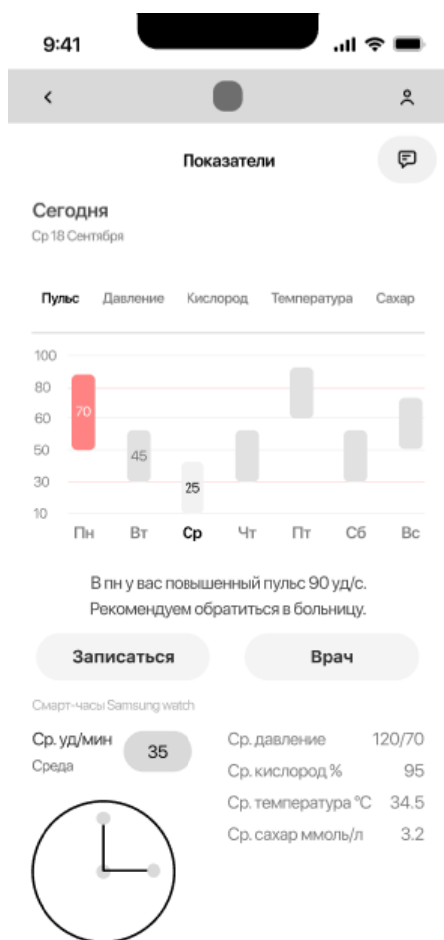 9:41
Показатели
Сегодня
Ср 18 Сентября
Пульс Давление Кислород Температура Сахар
100
80
60
50
30
10
70
45
25
Пн Вт Ср Чт Пт Сб Вс
В пн у вас повышенный пульс 90 уд/с.
Рекомендуем обратиться в больницу.
Записаться Врач
Смарт-часы Samsung watch
Ср. уд/мин
Среда
35
Ср. давление 120/70
Ср. кислород % 95
Ср. температура °C 34.5
Ср. сахар ммоль/л 3.2